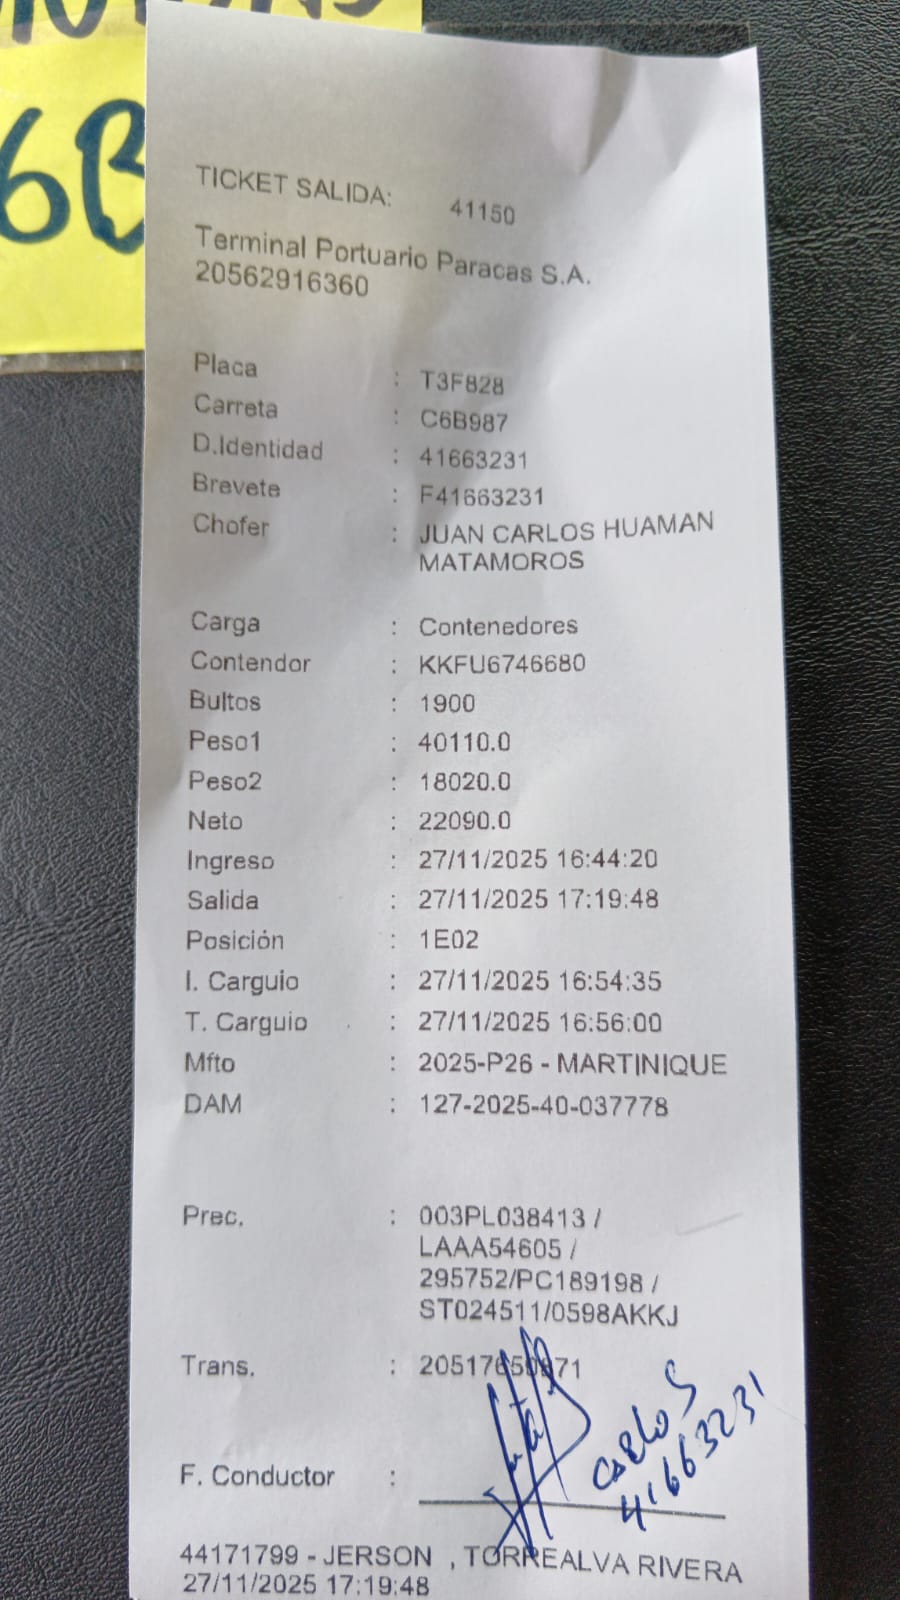 6B
TICKET SALIDA: 41150
Terminal Portuario Paracas S.A.
20562916360
Placa : T3F828
Carreta : C6B987
D.Identidad : 41663231
Brevete : F41663231
Chofer : JUAN CARLOS HUAMAN
MATAMOROS
Carga : Contenedores
Contendor : KKFU6746680
Bultos : 1900
Peso1 : 40110.0
Peso2 : 18020.0
Neto : 22090.0
Ingreso : 27/11/2025 16:44:20
Salida : 27/11/2025 17:19:48
Posición : 1E02
I. Carguio : 27/11/2025 16:54:35
T. Carguio : 27/11/2025 16:56:00
Mfto : 2025-P26 - MARTINIQUE
DAM : 127-2025-40-037778
Prec. : 003PL038413 /
LAAA54605 /
295752/PC189198 /
ST024511/0598AKKJ
Trans. :
Carlos
41663231
F. Conductor :
44171799 - JERSON , TORREALVA RIVERA
27/11/2025 17:19:48